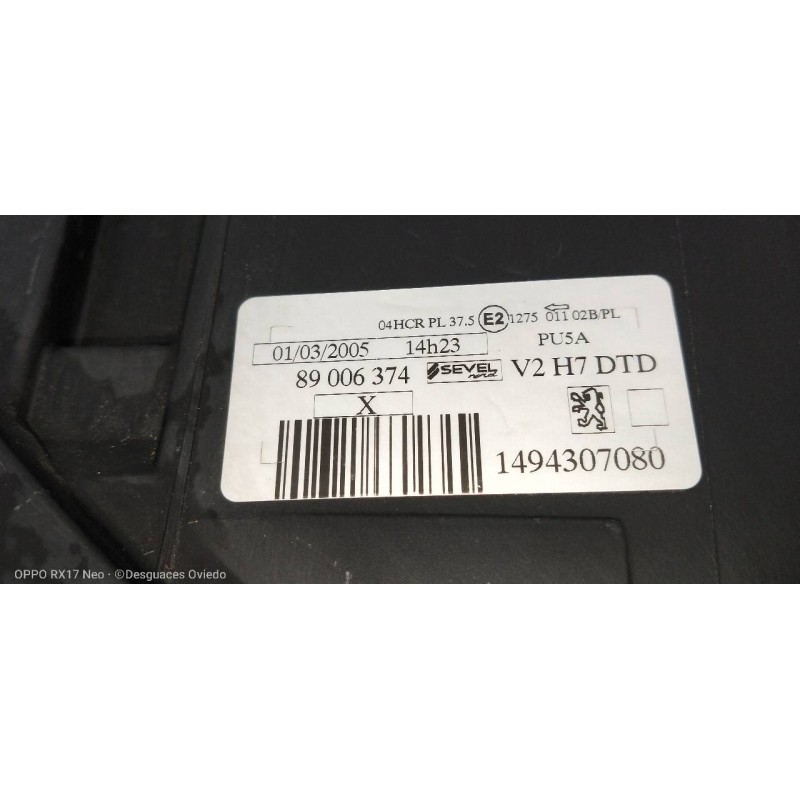 04HCR PL 37.5 E2 1275 011 02B/PL
01/03/2005 14h23 PU5A
89 006 374 SEVEL V2 H7 DTD
X
1494307080
OPPO RX17 Neo · ©Desguaces Oviedo